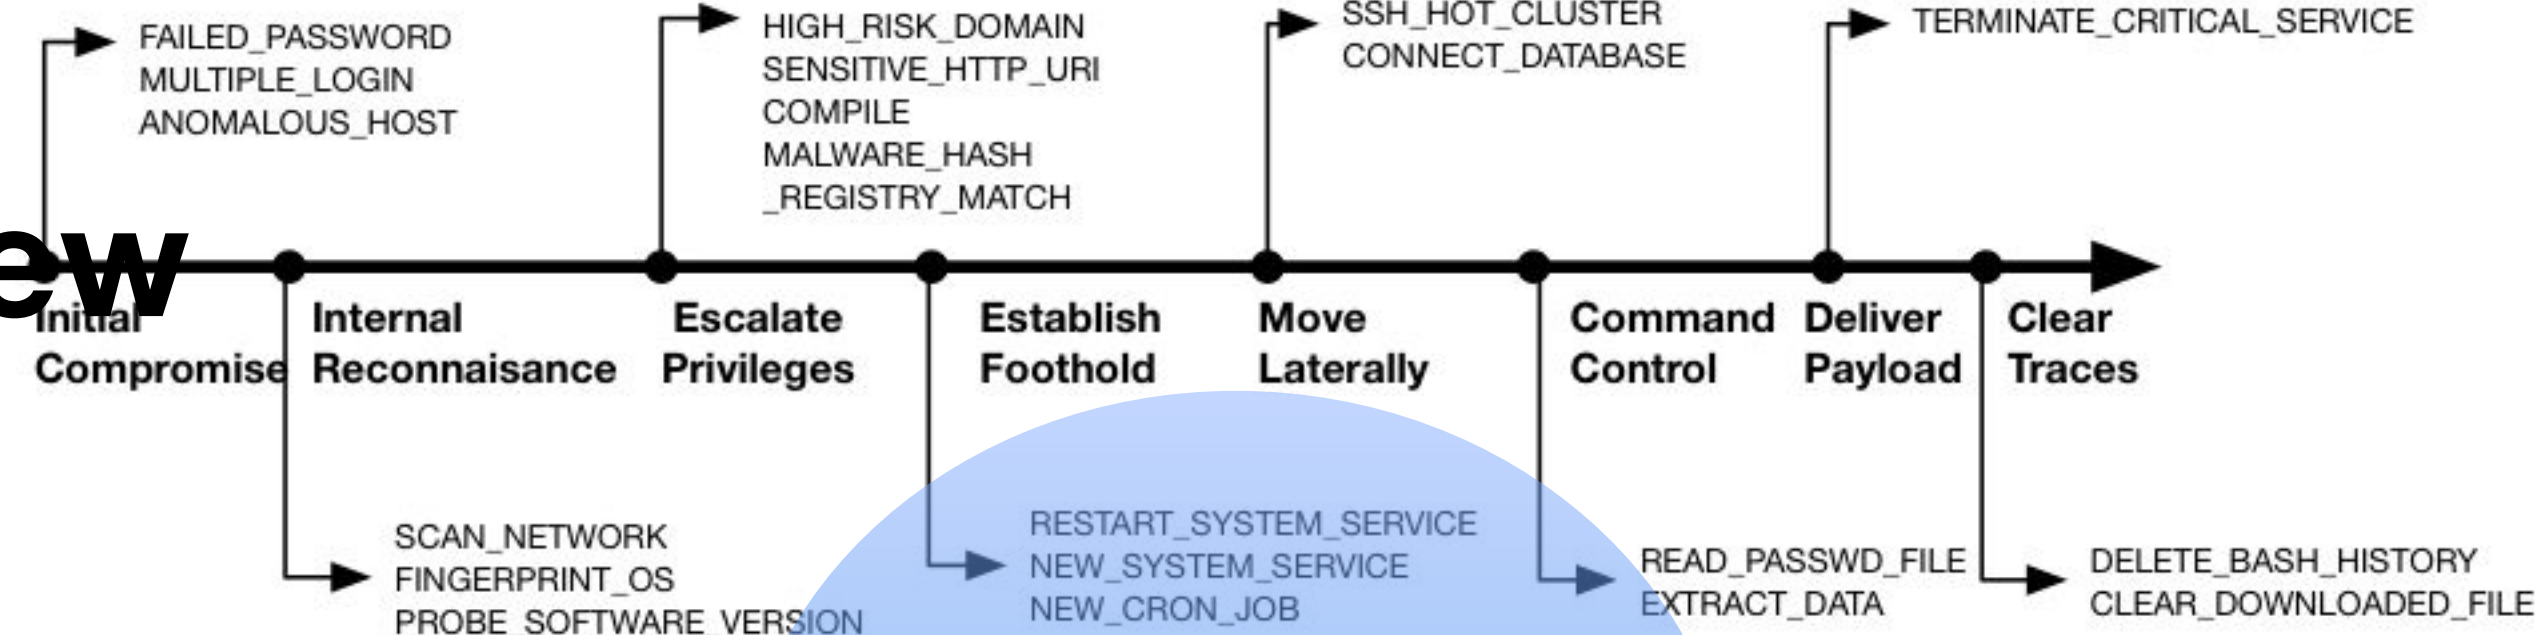 FAILED_PASSWORD
MULTIPLE_LOGIN
ANOMALOUS_HOST
HIGH_RISK_DOMAIN
SENSITIVE_HTTP_URI
COMPILE
MALWARE_HASH
_REGISTRY_MATCH
SSH_HOT_CLUSTER
CONNECT_DATABASE
TERMINATE_CRITICAL_SERVICE
Initial
Compromise
Internal
Reconnaisance
Escalate
Privileges
Establish
Foothold
Move
Laterally
Command
Control
Deliver
Payload
Clear
Traces
SCAN_NETWORK
FINGERPRINT_OS
PROBE_SOFTWARE_VERSION
RESTART_SYSTEM_SERVICE
NEW_SYSTEM_SERVICE
NEW_CRON_JOB
READ_PASSWD_FILE
EXTRACT_DATA
DELETE_BASH_HISTORY
CLEAR_DOWNLOADED_FILE